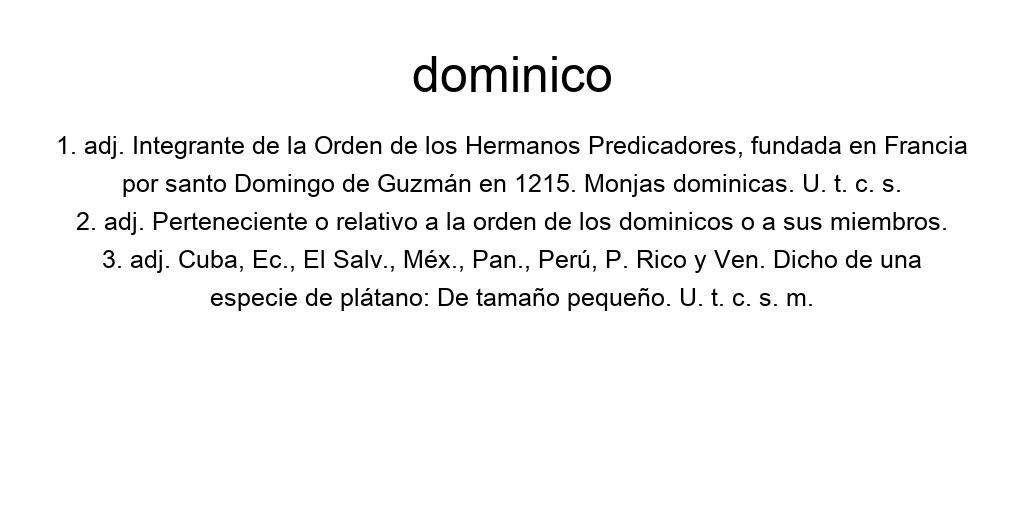 dominico
1. adj. Integrante de la Orden de los Hermanos Predicadores, fundada en Francia
por santo Domingo de Guzmán en 1215. Monjas dominicas. U. t. c. s.
2. adj. Perteneciente o relativo a la orden de los dominicos o a sus miembros.
3. adj. Cuba, Ec., El Salv., Méx., Pan., Perú, P. Rico y Ven. Dicho de una
especie de plátano: De tamaño pequeño. U. t. c. s. m.